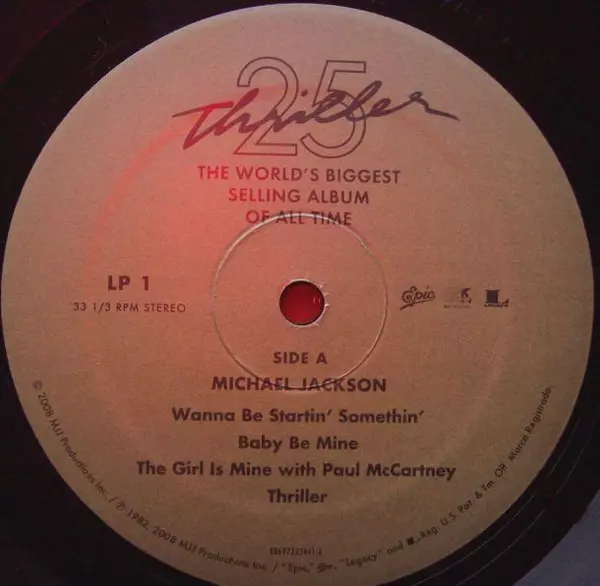 25
Thriller
THE WORLD'S BIGGEST
SELLING ALBUM
OF ALL TIME
LP 1
33 1/3 RPM STEREO
Epic
SIDE A
MICHAEL JACKSON
Wanna Be Startin' Somethin'
Baby Be Mine
The Girl Is Mine with Paul McCartney
Thriller
© 2008 MJJ Productions Inc. / ℗ 1982, 2008 MJJ Productions Inc. / "Epic," "Legacy" and Reg. U.S. Pat. & Tm. Off. Marca Registrada.